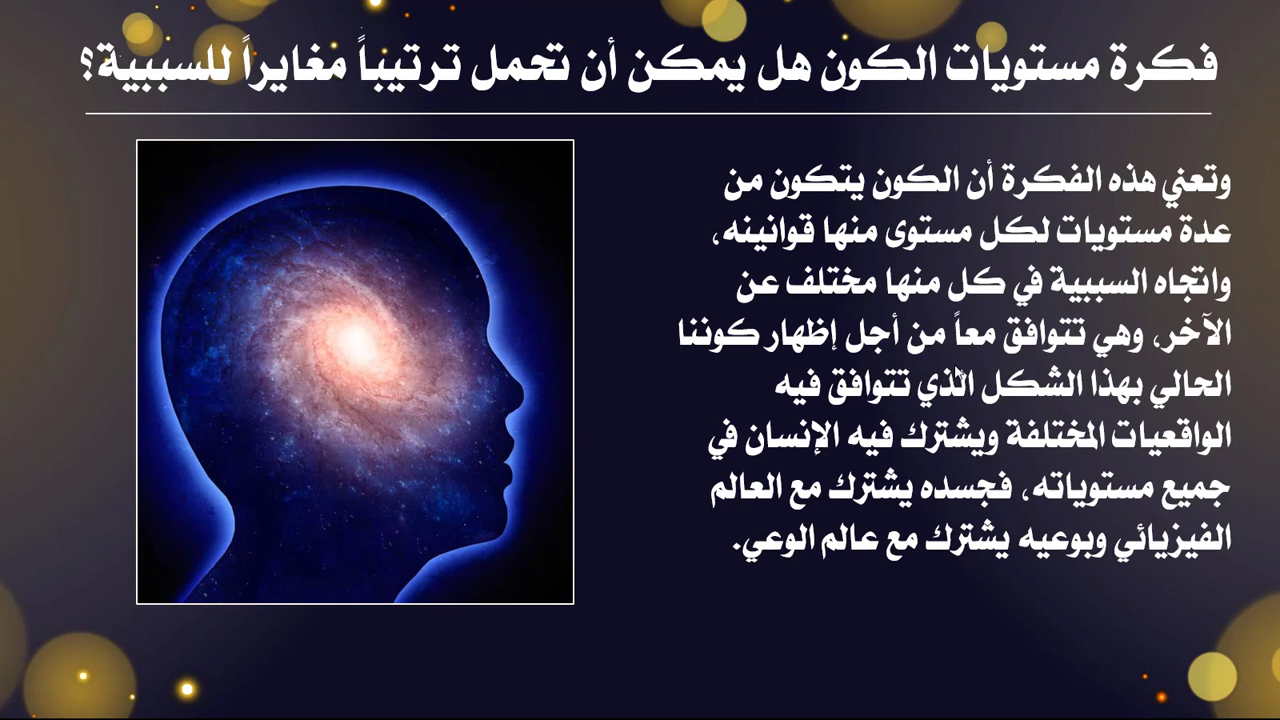 فكرة مستويات الكون هل يمكن أن تحمل ترتيباً مغايراً للسببية؟
وتعني هذه الفكرة أن الكون يتكون من
عدة مستويات لكل مستوى منها قوانينه،
واتجاه السببية في كل منها مختلف عن
الآخر، وهي تتوافق معاً من أجل إظهار كوننا
الحالي بهذا الشكل الذي تتوافق فيه
الواقعيات المختلفة ويشترك فيه الإنسان في
جميع مستوياته، فجسده يشترك مع العالم
الفيزيائي وبوعيه يشترك مع عالم الوعي.